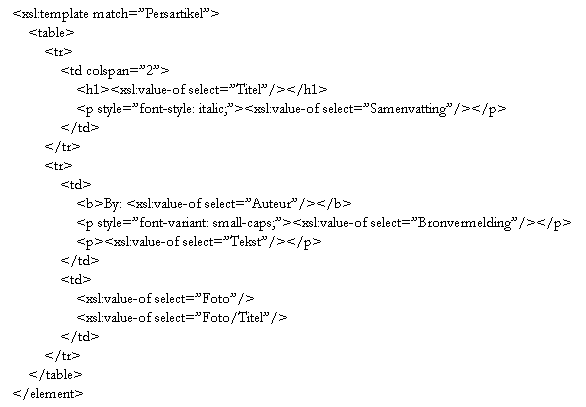 <xsl:template match=”Persartikel”>
<table>
<tr>
<td colspan=”2”>
<h1><xsl:value-of select=”Titel”/></h1>
<p style=”font-style: italic;”><xsl:value-of select=”Samenvatting”/></p>
</td>
</tr>
<tr>
<td>
<b>By: <xsl:value-of select=”Auteur”/></b>
<p style=”font-variant: small-caps;”><xsl:value-of select=”Bronvermelding”/></p>
<p><xsl:value-of select=”Tekst”/></p>
</td>
<td>
<xsl:value-of select=”Foto”/>
<xsl:value-of select=”Foto/Titel”/>
</td>
</tr>
</table>
</element>